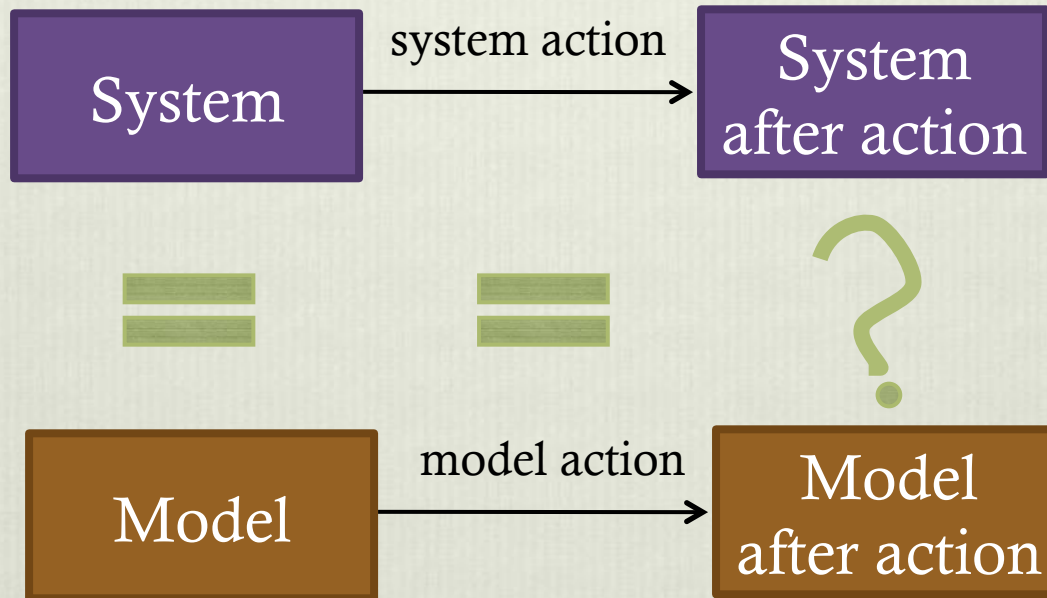 system action
System
System
after action
=
=
?
model action
Model
Model
after action